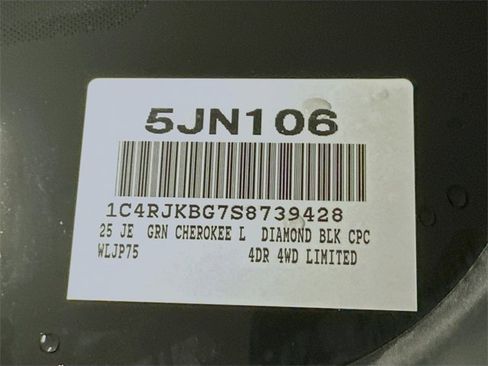 5JN106
1C4RJKBG7S8739428
25 JE GRN CHEROKEE L DIAMOND BLK CPC
WLJP75 4DR 4WD LIMITED